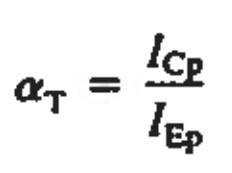 α_T = I_Cp / I_Ep